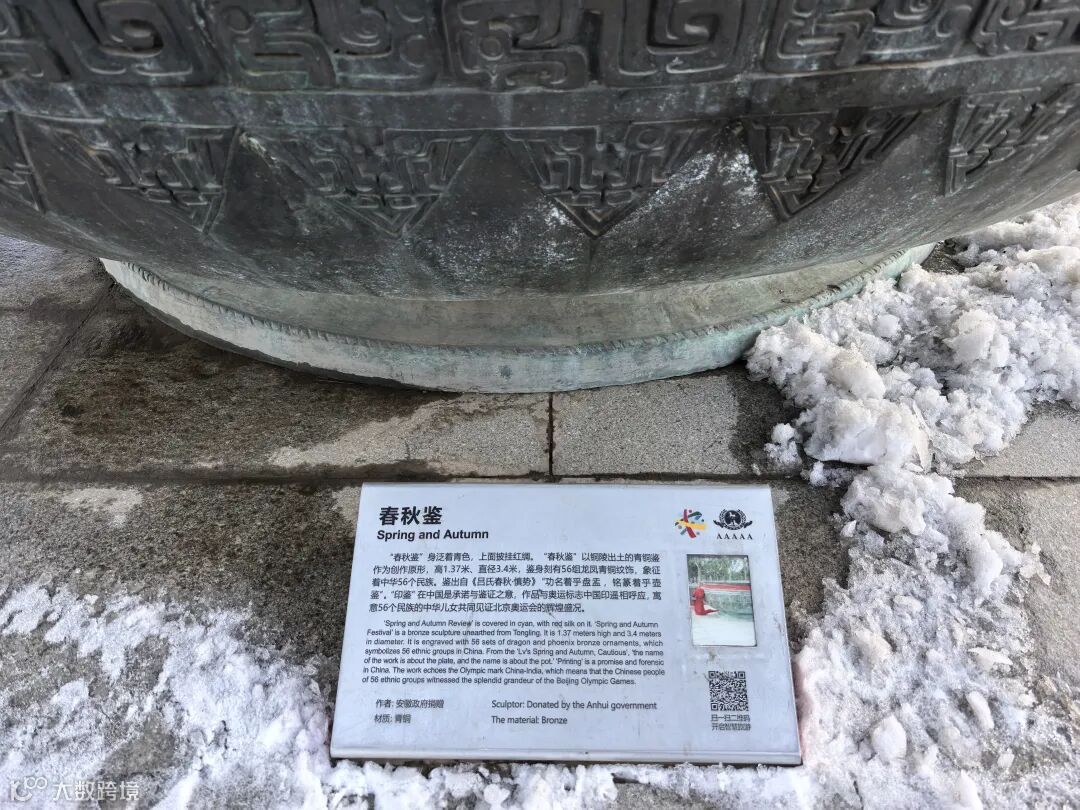 春秋鉴
Spring and Autumn
AAAAA
“春秋鉴”身泛着青色，上面披挂红绸。“春秋鉴”以铜陵出土的青铜鉴
作为创作原形，高1.37米、直径3.4米，鉴身刻有56组龙凤青铜纹饰，象征
着中华56个民族。鉴出自《吕氏春秋·慎势》“功名着乎盘盂，铭篆着乎壶
鉴”。“印鉴”在中国是承诺与鉴证之意，作品与奥运标志中国印遥相呼应，寓
意56个民族的中华儿女共同见证北京奥运会的辉煌盛况。
'Spring and Autumn Review' is covered in cyan, with red silk on it. 'Spring and Autumn
Festival' is a bronze sculpture unearthed from Tongling. It is 1.37 meters high and 3.4 meters
in diameter. It is engraved with 56 sets of dragon and phoenix bronze ornaments, which
symbolizes 56 ethnic groups in China. From the 'Lv's Spring and Autumn, Cautious', 'the name
of the work is about the plate, and the name is about the pot.' 'Printing' is a promise and forensic
in China. The work echoes the Olympic mark China-India, which means that the Chinese people
of 56 ethnic groups witnessed the splendid grandeur of the Beijing Olympic Games.
作者: 安徽政府捐赠
Sculptor: Donated by the Anhui government
材质: 青铜
The material: Bronze
扫一扫二维码
开启智慧旅游
大数跨境